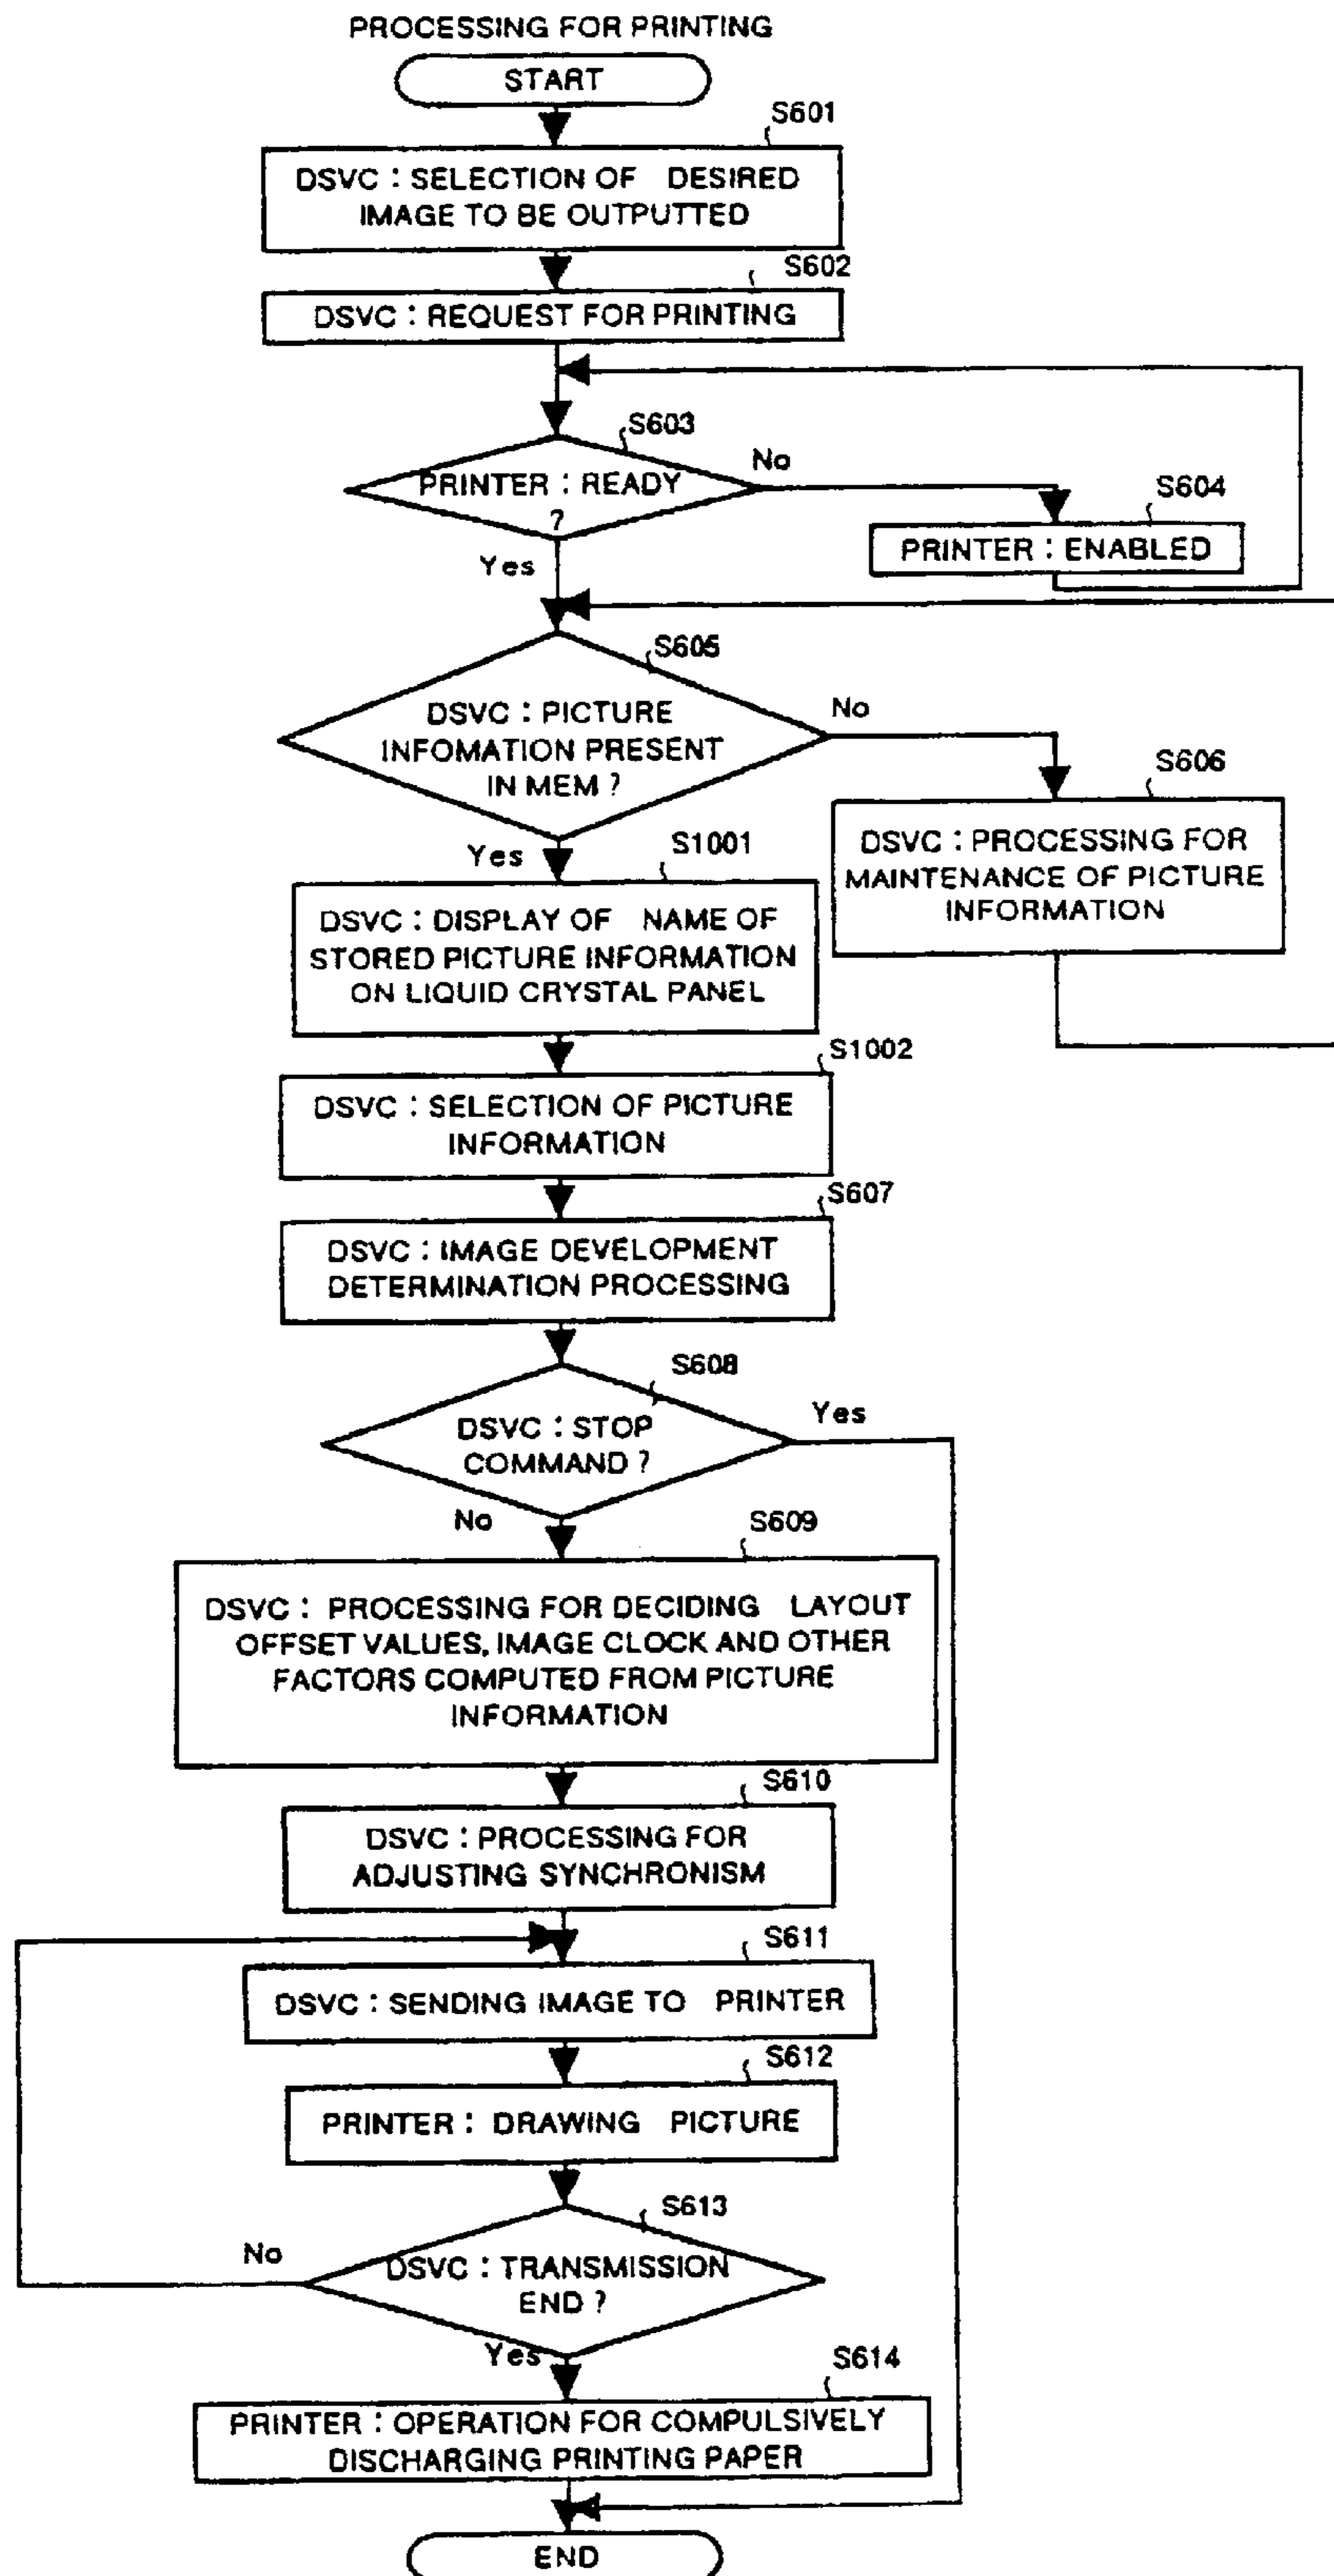 PROCESSING FOR PRINTING
START
S601
DSVC : SELECTION OF DESIRED
IMAGE TO BE OUTPUTTED
S602
DSVC : REQUEST FOR PRINTING
S603
PRINTER : READY
?
No
Yes
S604
PRINTER : ENABLED
S605
DSVC : PICTURE
INFOMATION PRESENT
IN MEM ?
No
Yes
S606
DSVC : PROCESSING FOR
MAINTENANCE OF PICTURE
INFORMATION
S1001
DSVC : DISPLAY OF NAME OF
STORED PICTURE INFORMATION
ON LIQUID CRYSTAL PANEL
S1002
DSVC : SELECTION OF PICTURE
INFORMATION
S607
DSVC : IMAGE DEVELOPMENT
DETERMINATION PROCESSING
S608
DSVC : STOP
COMMAND ?
Yes
No
S609
DSVC : PROCESSING FOR DECIDING LAYOUT
OFFSET VALUES, IMAGE CLOCK AND OTHER
FACTORS COMPUTED FROM PICTURE
INFORMATION
S610
DSVC : PROCESSING FOR
ADJUSTING SYNCHRONISM
S611
DSVC : SENDING IMAGE TO PRINTER
S612
PRINTER : DRAWING PICTURE
S613
DSVC : TRANSMISSION
END ?
No
Yes
S614
PRINTER : OPERATION FOR COMPULSIVELY
DISCHARGING PRINTING PAPER
END